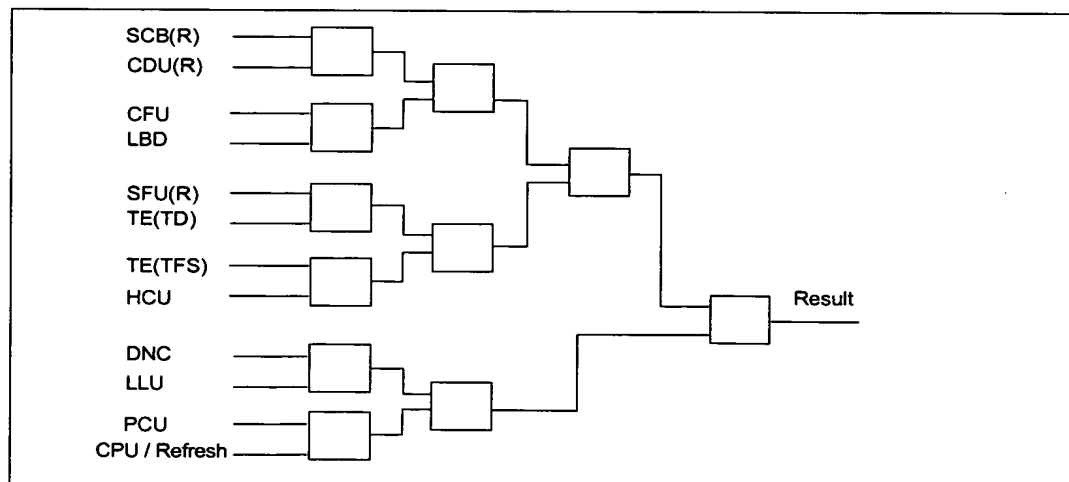 SCB(R)
CDU(R)
CFU
LBD
SFU(R)
TE(TD)
TE(TFS)
HCU
DNC
LLU
PCU
CPU / Refresh
Result